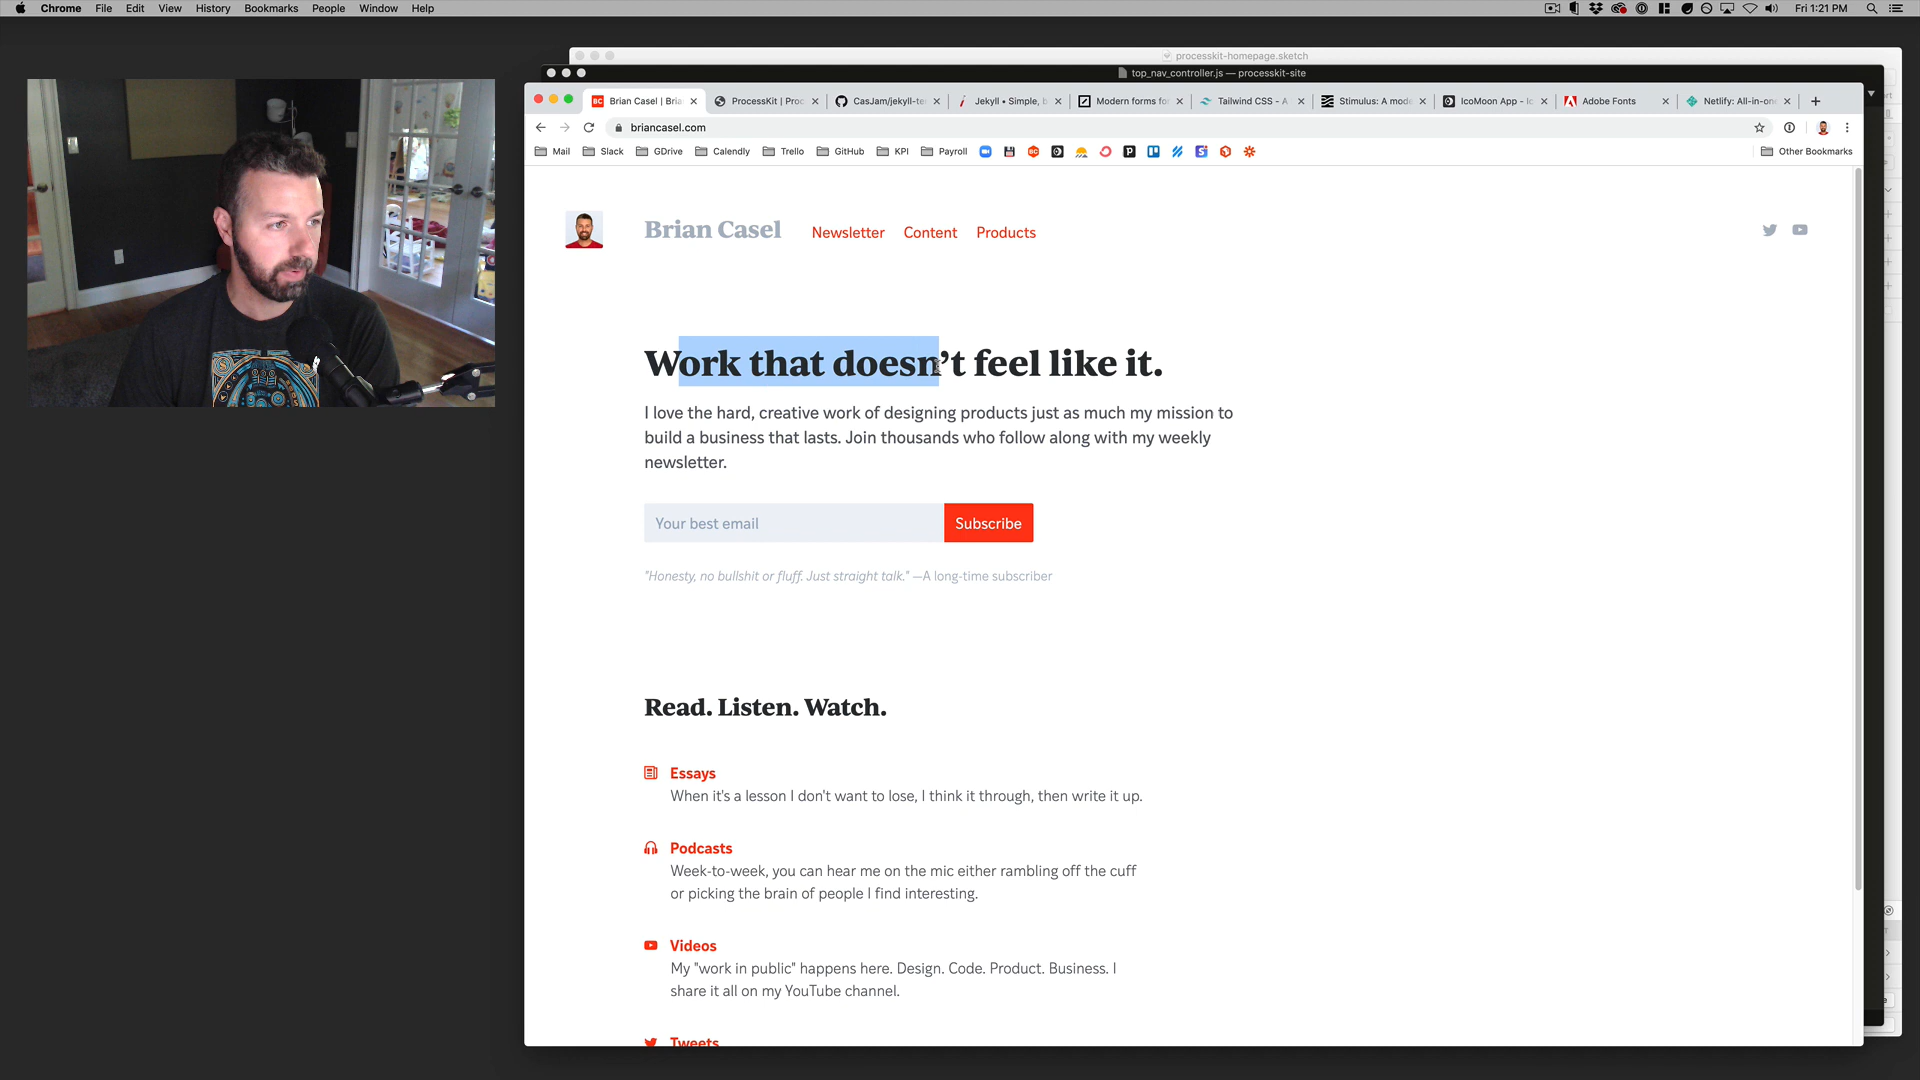 Chrome File Edit View History Bookmarks People Window Help
Fri 1:21 PM
processkit-homepage.sketch
top_nav_controller.js — processkit-site
Brian Casel | Bria
ProcessKit | Proc
CasJam/jekyll-te
Jekyll • Simple, b
Modern forms fo
Tailwind CSS - A
Stimulus: A mod
IcoMoon App - Ic
Adobe Fonts
Netlify: All-in-on
briancasel.com
Mail Slack GDrive Calendly Trello GitHub KPI Payroll Other Bookmarks
Brian Casel Newsletter Content Products
Work that doesn’t feel like it.
I love the hard, creative work of designing products just as much my mission to
build a business that lasts. Join thousands who follow along with my weekly
newsletter.
Your best email Subscribe
"Honesty, no bullshit or fluff. Just straight talk." —A long-time subscriber
Read. Listen. Watch.
Essays
When it's a lesson I don't want to lose, I think it through, then write it up.
Podcasts
Week-to-week, you can hear me on the mic either rambling off the cuff
or picking the brain of people I find interesting.
Videos
My "work in public" happens here. Design. Code. Product. Business. I
share it all on my YouTube channel.
Tweets